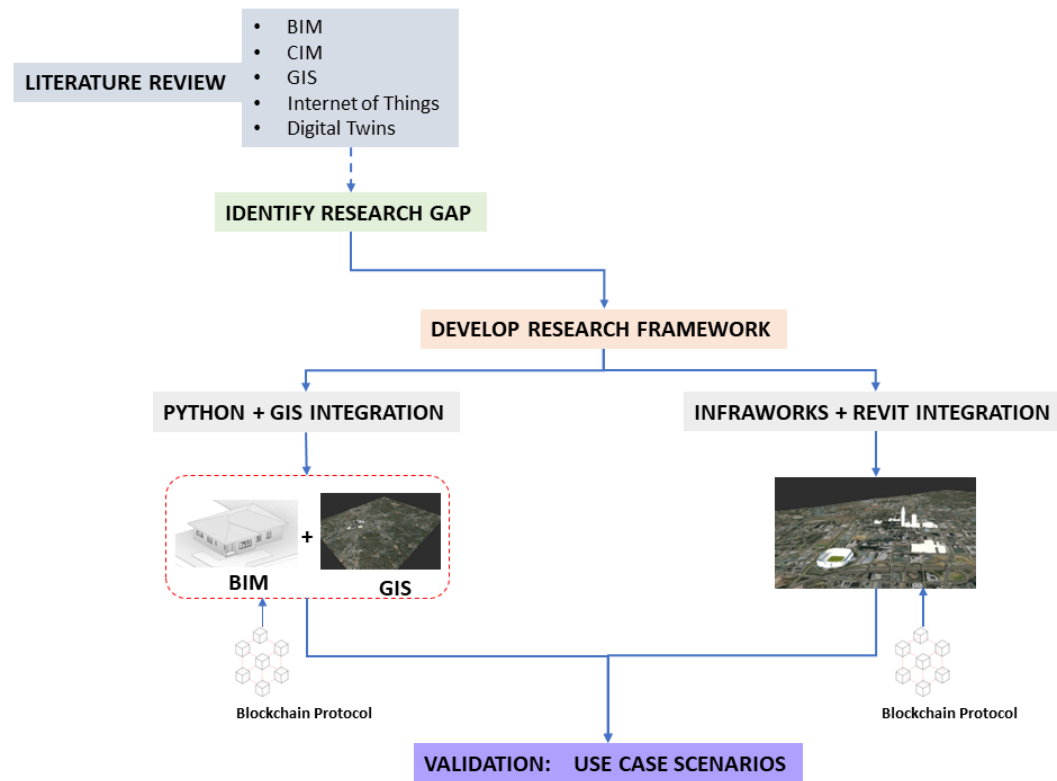 LITERATURE REVIEW
• BIM
• CIM
• GIS
• Internet of Things
• Digital Twins
IDENTIFY RESEARCH GAP
DEVELOP RESEARCH FRAMEWORK
PYTHON + GIS INTEGRATION
INFRAWORKS + REVIT INTEGRATION
+
BIM
GIS
Blockchain Protocol
Blockchain Protocol
VALIDATION: USE CASE SCENARIOS